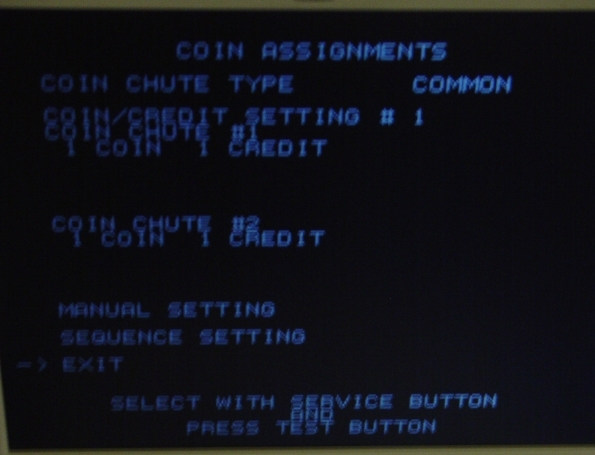 COIN ASSIGNMENTS
COIN CHUTE TYPE COMMON
COIN/CREDIT SETTING # 1
COIN CHUTE #1
1 COIN 1 CREDIT
COIN CHUTE #2
1 COIN 1 CREDIT
MANUAL SETTING
SEQUENCE SETTING
-> EXIT
SELECT WITH SERVICE BUTTON
AND
PRESS TEST BUTTON